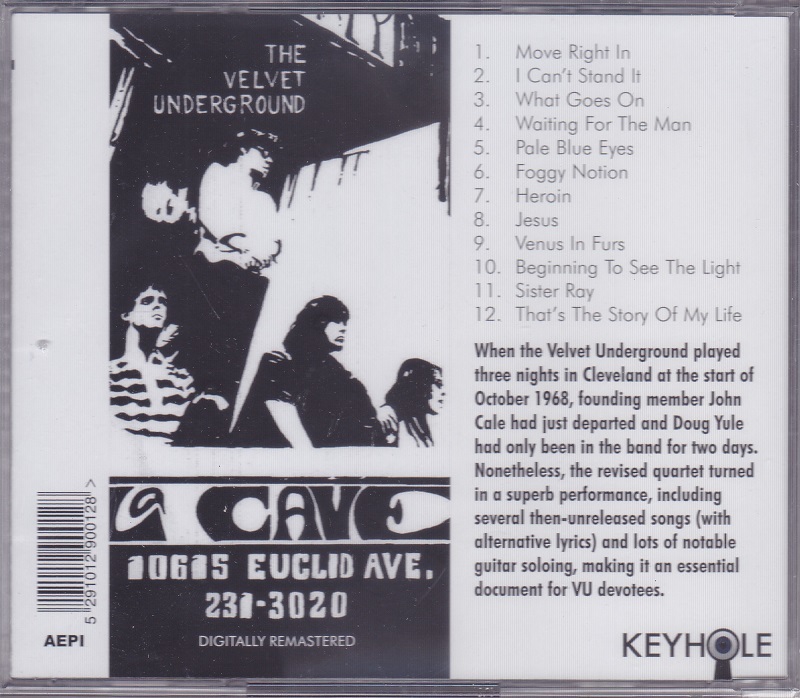 THE
VELVET
UNDERGROUND
1. Move Right In
2. I Can't Stand It
3. What Goes On
4. Waiting For The Man
5. Pale Blue Eyes
6. Foggy Notion
7. Heroin
8. Jesus
9. Venus In Furs
10. Beginning To See The Light
11. Sister Ray
12. That's The Story Of My Life
When the Velvet Underground played
three nights in Cleveland at the start of
October 1968, founding member John
Cale had just departed and Doug Yule
had only been in the band for two days.
Nonetheless, the revised quartet turned
in a superb performance, including
several then-unreleased songs (with
alternative lyrics) and lots of notable
guitar soloing, making it an essential
document for VU devotees.
La CAVE
10615 EUCLID AVE.
231-3020
DIGITALLY REMASTERED
5 291012 900128 >
AEPI
KEYHOLE